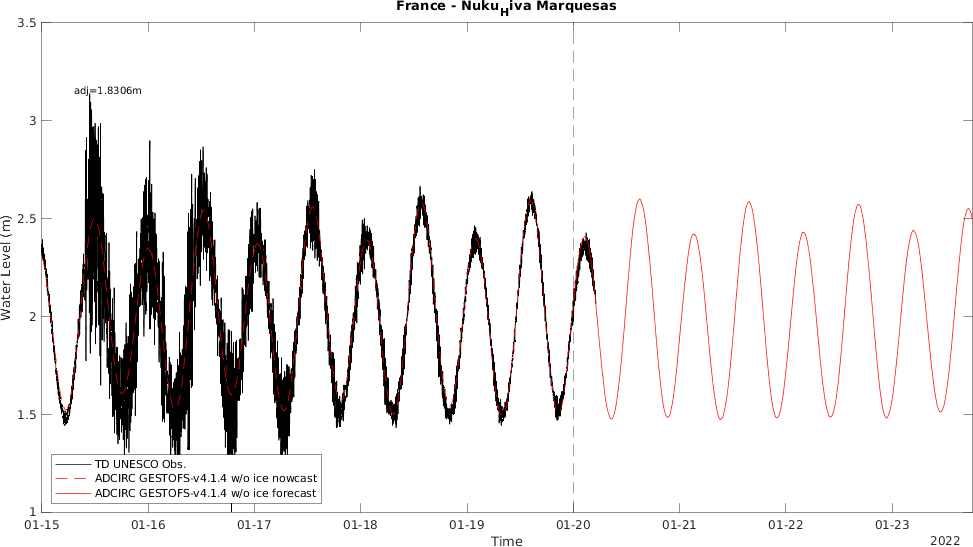 France - Nuku_Hiva Marquesas
3.5
3
2.5
2
1.5
1
Water Level (m)
adj=1.8306m
TD UNESCO Obs.
ADCIRC GESTOFS-v4.1.4 w/o ice nowcast
ADCIRC GESTOFS-v4.1.4 w/o ice forecast
01-15 01-16 01-17 01-18 01-19 01-20 01-21 01-22 01-23
Time
2022